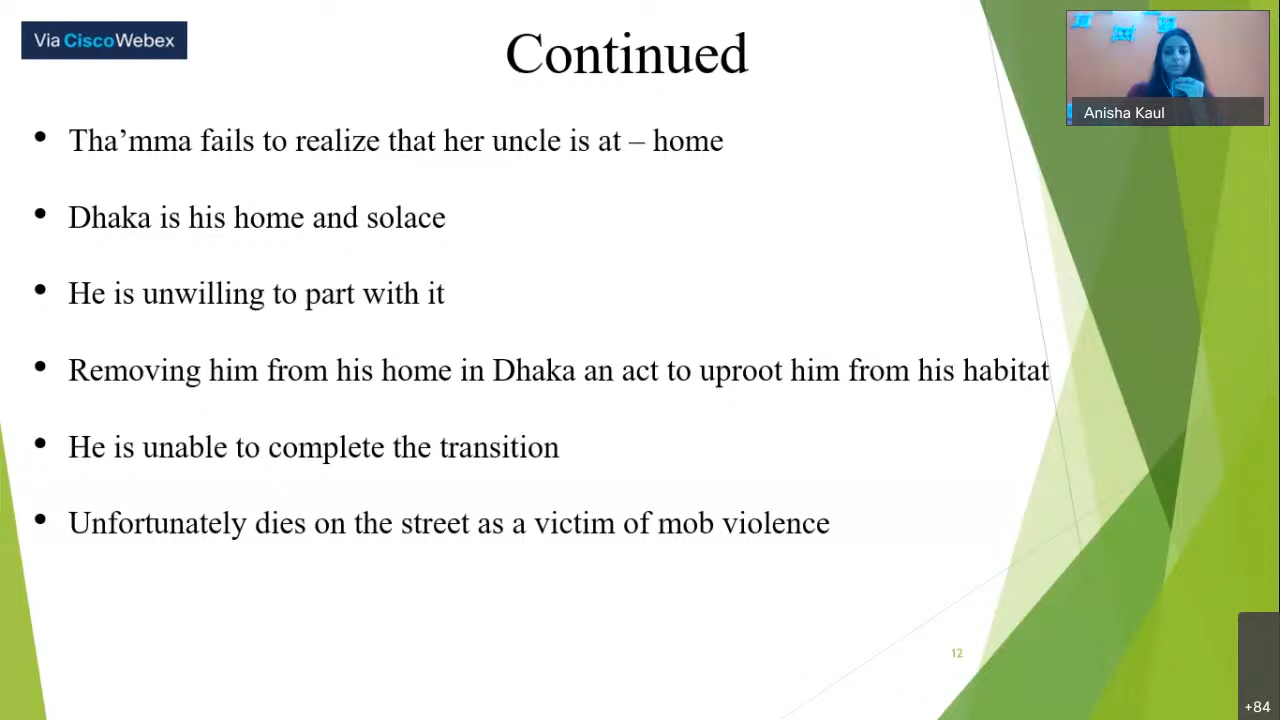 Via CiscoWebex
Continued
Anisha Kaul
• Tha’mma fails to realize that her uncle is at – home
• Dhaka is his home and solace
• He is unwilling to part with it
• Removing him from his home in Dhaka an act to uproot him from his habitat
• He is unable to complete the transition
• Unfortunately dies on the street as a victim of mob violence
12
+84